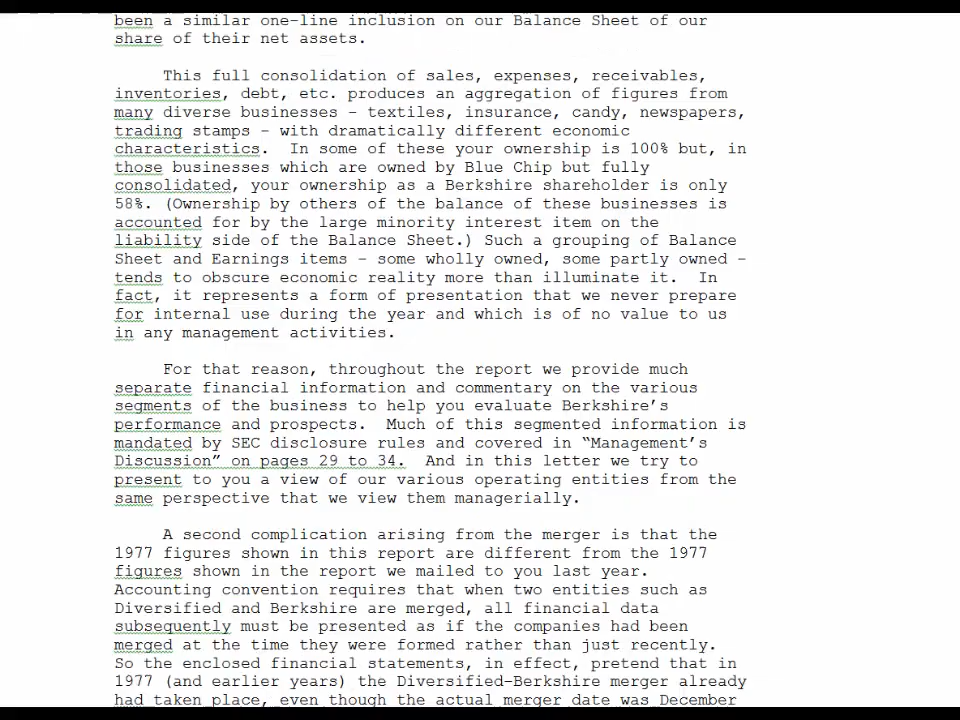 been a similar one-line inclusion on our Balance Sheet of our
share of their net assets.
This full consolidation of sales, expenses, receivables,
inventories, debt, etc. produces an aggregation of figures from
many diverse businesses - textiles, insurance, candy, newspapers,
trading stamps - with dramatically different economic
characteristics.  In some of these your ownership is 100% but, in
those businesses which are owned by Blue Chip but fully
consolidated, your ownership as a Berkshire shareholder is only
58%. (Ownership by others of the balance of these businesses is
accounted for by the large minority interest item on the
liability side of the Balance Sheet.) Such a grouping of Balance
Sheet and Earnings items - some wholly owned, some partly owned -
tends to obscure economic reality more than illuminate it.  In
fact, it represents a form of presentation that we never prepare
for internal use during the year and which is of no value to us
in any management activities.
For that reason, throughout the report we provide much
separate financial information and commentary on the various
segments of the business to help you evaluate Berkshire's
performance and prospects.  Much of this segmented information is
mandated by SEC disclosure rules and covered in “Management's
Discussion” on pages 29 to 34.  And in this letter we try to
present to you a view of our various operating entities from the
same perspective that we view them managerially.
A second complication arising from the merger is that the
1977 figures shown in this report are different from the 1977
figures shown in the report we mailed to you last year.
Accounting convention requires that when two entities such as
Diversified and Berkshire are merged, all financial data
subsequently must be presented as if the companies had been
merged at the time they were formed rather than just recently.
So the enclosed financial statements, in effect, pretend that in
1977 (and earlier years) the Diversified-Berkshire merger already
had taken place, even though the actual merger date was December